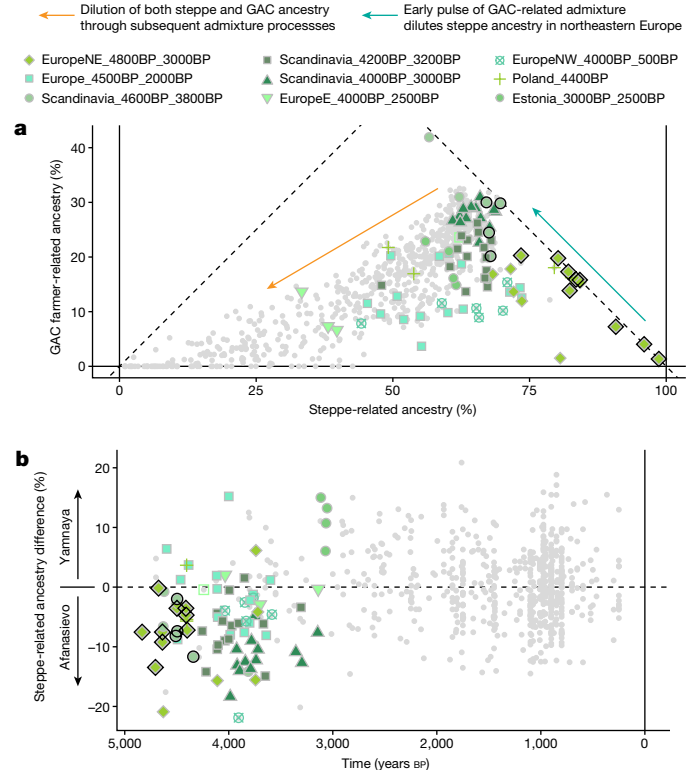 Dilution of both steppe and GAC ancestry
through subsequent admixture processses
Early pulse of GAC-related admixture
dilutes steppe ancestry in northeastern Europe
EuropeNE_4800BP_3000BP
Scandinavia_4200BP_3200BP
EuropeNW_4000BP_500BP
Europe_4500BP_2000BP
Scandinavia_4000BP_3000BP
Poland_4400BP
Scandinavia_4600BP_3800BP
EuropeE_4000BP_2500BP
Estonia_3000BP_2500BP
a
GAC farmer-related ancestry (%)
40
30
20
10
0
0
25
50
75
100
Steppe-related ancestry (%)
b
Steppe-related ancestry difference (%)
Yamnaya
Afanasievo
20
10
0
−10
−20
5,000
4,000
3,000
2,000
1,000
0
Time (years BP)